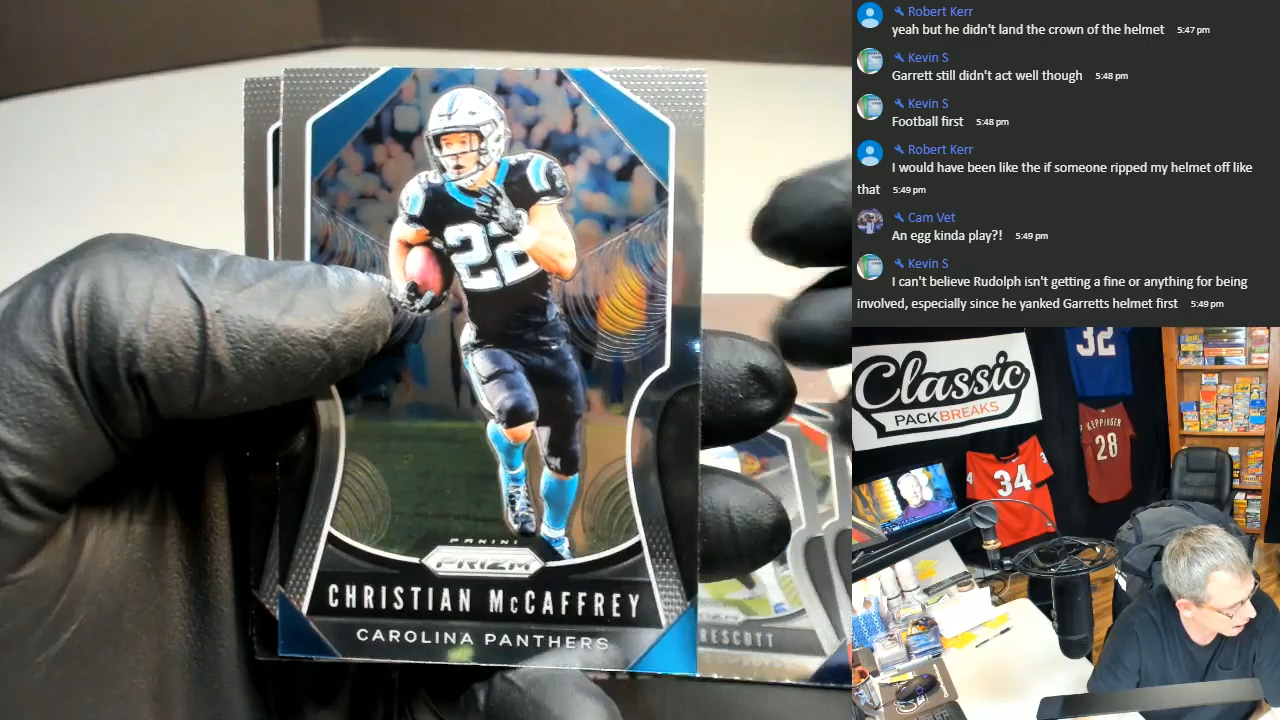 22
PANINI
PRIZM
CHRISTIAN McCAFFREY
CAROLINA PANTHERS
RESCOTT
Robert Kerr
yeah but he didn't land the crown of the helmet 5:47 pm
Kevin S
Garrett still didn't act well though 5:48 pm
Kevin S
Football first 5:48 pm
Robert Kerr
I would have been like the if someone ripped my helmet off like
that 5:49 pm
Cam Vet
An egg kinda play?! 5:49 pm
Kevin S
I can't believe Rudolph isn't getting a fine or anything for being
involved, especially since he yanked Garretts helmet first 5:49 pm
Classic
PACKBREAKS
32
KEPPINGER
28
34